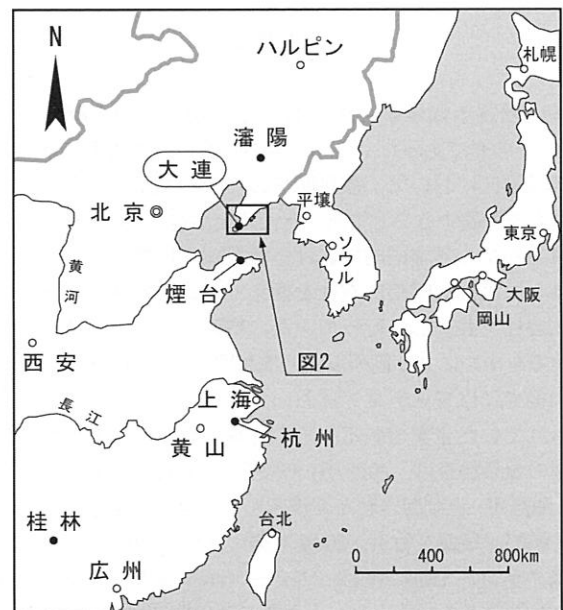 N
ハルビン
札幌
瀋陽
大連
北京
平壌
東京
ソウル
黄河
煙台
大阪
岡山
西安
図2
長江
上海
黄山
杭州
桂林
台北
広州
0 400 800km